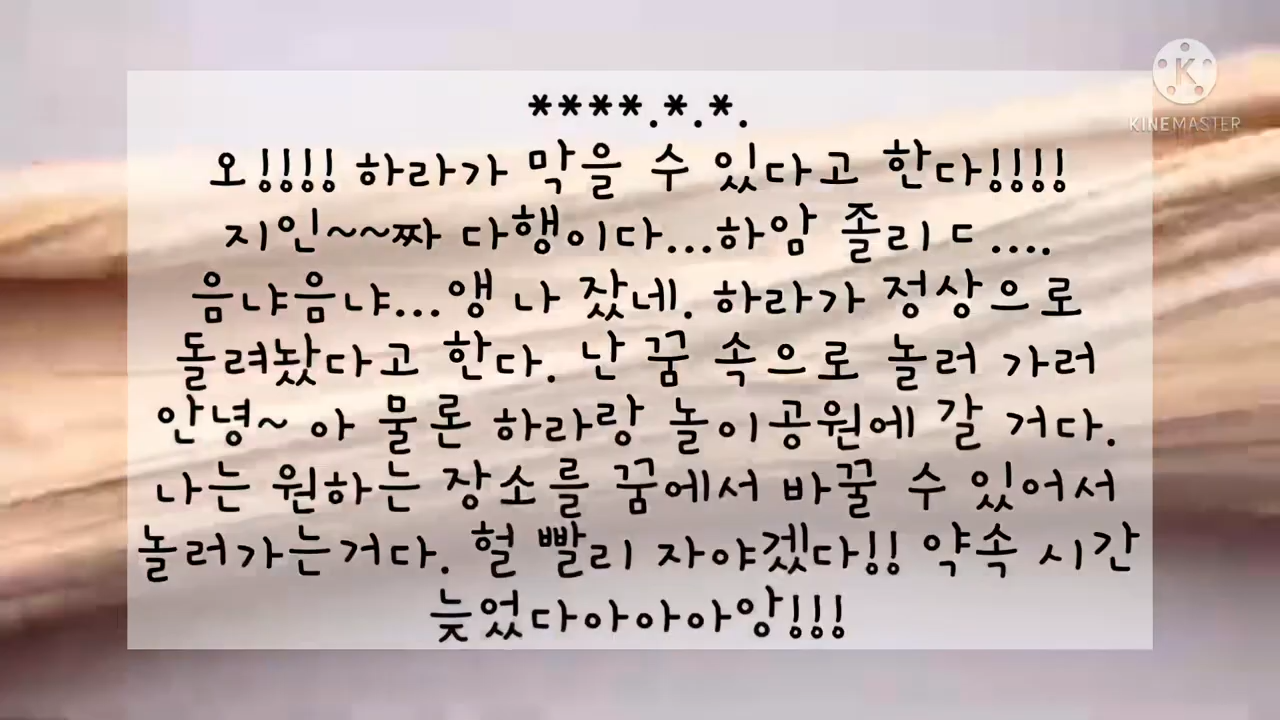 ****.*.*.
오!!!! 하라가 막을 수 있다고 한다!!!!
지인~~짜 다행이다...하암 졸리ㄷ....
음냐음냐...앵 나 잤네. 하라가 정상으로
돌려놨다고 한다. 난 꿈 속으로 놀러 가러
안녕~ 아 물론 하라랑 놀이공원에 갈 거다.
나는 원하는 장소를 꿈에서 바꿀 수 있어서
놀러가는거다. 헐 빨리 자야겠다!! 약속 시간
늦었다아아아앙!!!
K
KINEMASTER